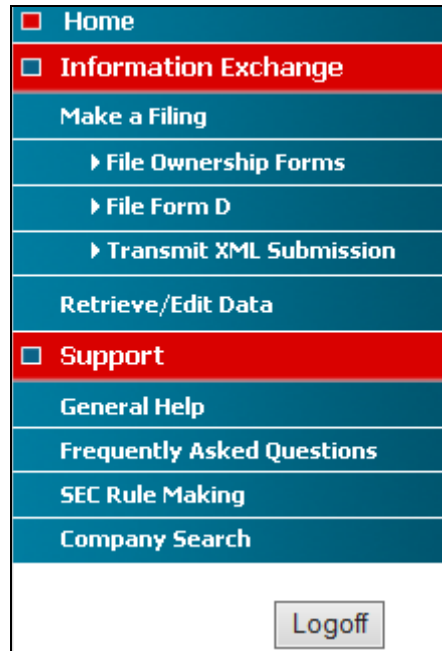 Home
Information Exchange
Make a Filing
File Ownership Forms
File Form D
Transmit XML Submission
Retrieve/Edit Data
Support
General Help
Frequently Asked Questions
SEC Rule Making
Company Search
Logoff